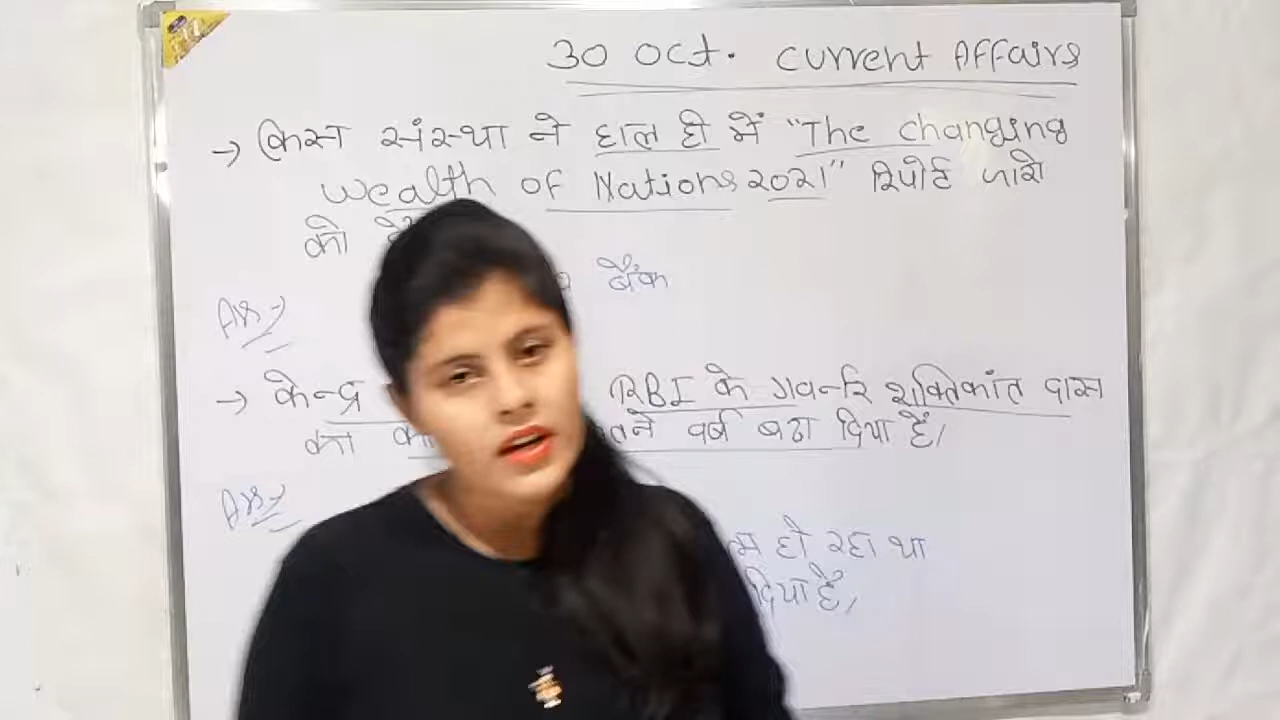 30 Oct. Current Affairs
→ किस संस्था ने हाल ही में "The changing
Wealth of Nations 2021" रिपोर्ट जारी
की
बैंक
Ans-
→ केन्द्र RBI के गवर्नर शक्तिकांत दास
का वर्ष बढा दिया हैं।
Ans-
हो रहा था
दिया है।